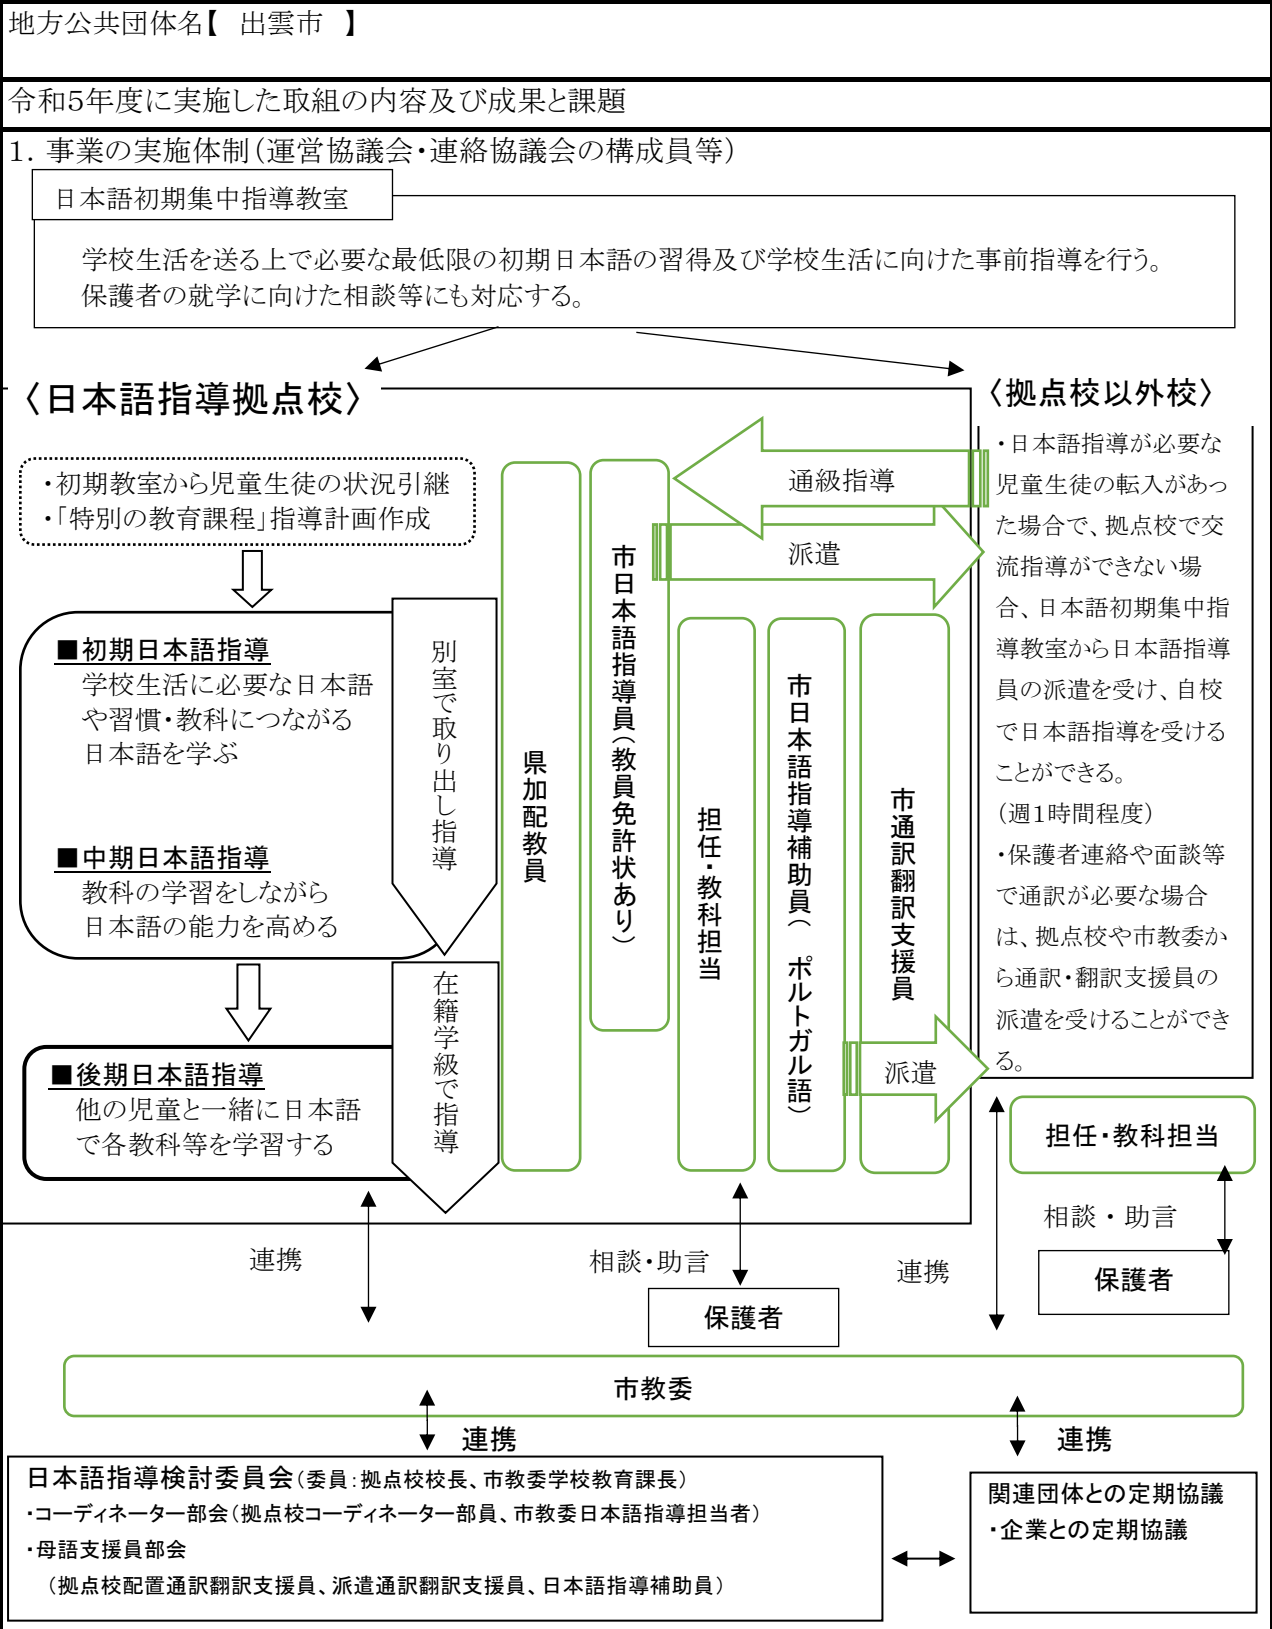 地方公共団体名【　出雲市　】
令和5年度に実施した取組の内容及び成果と課題
1．事業の実施体制（運営協議会・連絡協議会の構成員等）
日本語初期集中指導教室
学校生活を送る上で必要な最低限の初期日本語の習得及び学校生活に向けた事前指導を行う。
保護者の就学に向けた相談等にも対応する。
〈日本語指導拠点校〉
・初期教室から児童生徒の状況引継
・「特別の教育課程」指導計画作成
■初期日本語指導
学校生活に必要な日本語
や習慣・教科につながる
日本語を学ぶ
■中期日本語指導
教科の学習をしながら
日本語の能力を高める
■後期日本語指導
他の児童と一緒に日本語
で各教科等を学習する
別室で取り出し指導
在籍学級で指導
県加配教員
市日本語指導員（教員免許状あり）
担任・教科担当
市日本語指導補助員（　ポルトガル語）
市通訳翻訳支援員
通級指導
派遣
派遣
〈拠点校以外校〉
・日本語指導が必要な
児童生徒の転入があっ
た場合で、拠点校で交
流指導ができない場
合、日本語初期集中指
導教室から日本語指導
員の派遣を受け、自校
で日本語指導を受ける
ことができる。
（週1時間程度）
・保護者連絡や面談等
で通訳が必要な場合
は、拠点校や市教委か
ら通訳・翻訳支援員の
派遣を受けることができ
る。
担任・教科担当
相談・助言
保護者
連携
相談・助言
連携
保護者
市教委
連携
連携
日本語指導検討委員会（委員：拠点校校長、市教委学校教育課長）
・コーディネーター部会（拠点校コーディネーター部員、市教委日本語指導担当者）
・母語支援員部会
（拠点校配置通訳翻訳支援員、派遣通訳翻訳支援員、日本語指導補助員）
関連団体との定期協議
・企業との定期協議